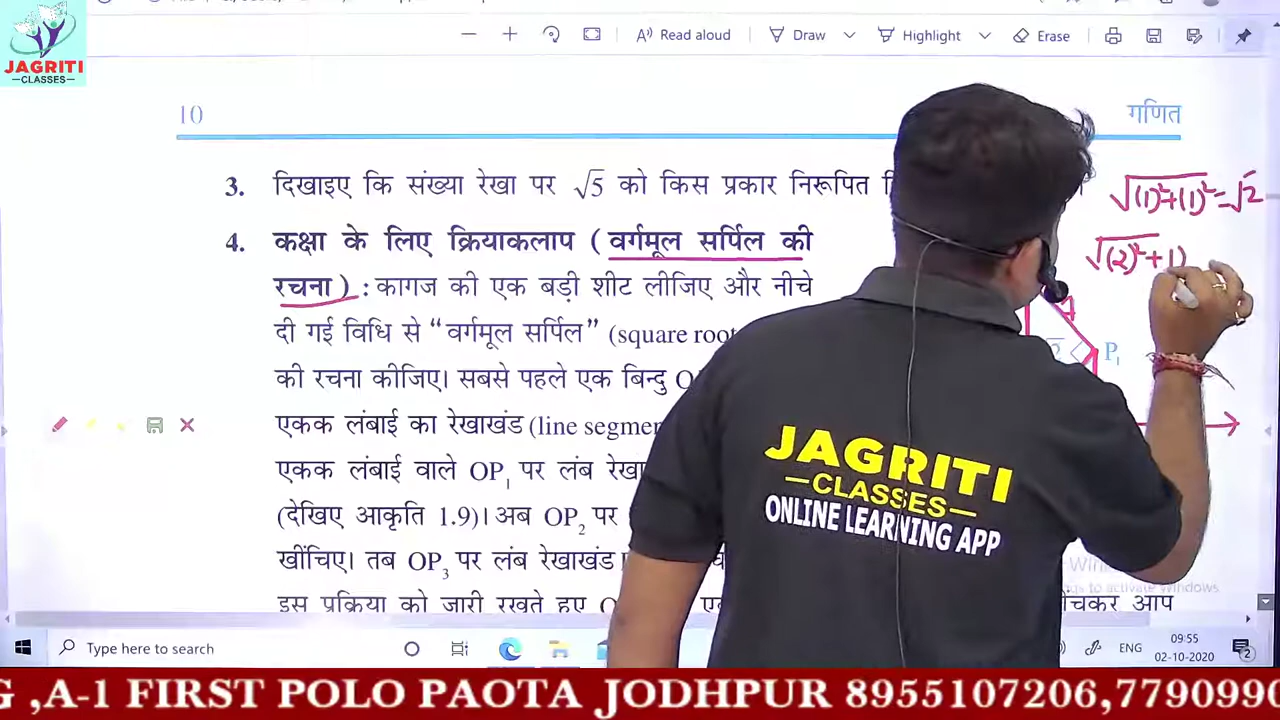 JAGRITI
CLASSES
Read aloud
Draw
Highlight
Erase
10
गणित
3. दिखाइए कि संख्या रेखा पर √5 को किस प्रकार निरूपित
√(1)²+(1)² = √2
√(2)²+1)
4. कक्षा के लिए क्रियाकलाप ( वर्गमूल सर्पिल की
रचना ) : कागज की एक बड़ी शीट लीजिए और नीचे
दी गई विधि से “वर्गमूल सर्पिल” (square root
P₁
की रचना कीजिए। सबसे पहले एक बिन्दु O
एकक लंबाई का रेखाखंड (line segme
एकक लंबाई वाले OP₁ पर लंब
(देखिए आकृति 1.9)। अब OP₂ पर
खींचिए। तब OP₃ पर लंब रेखाखंड
इस प्रक्रिया को जारी रखते हुए
आप
JAGRITI
CLASSES
ONLINE LEARNING APP
Type here to search
ENG
09:55
02-10-2020
2
G ,A-1 FIRST POLO PAOTA JODHPUR 8955107206,7790990